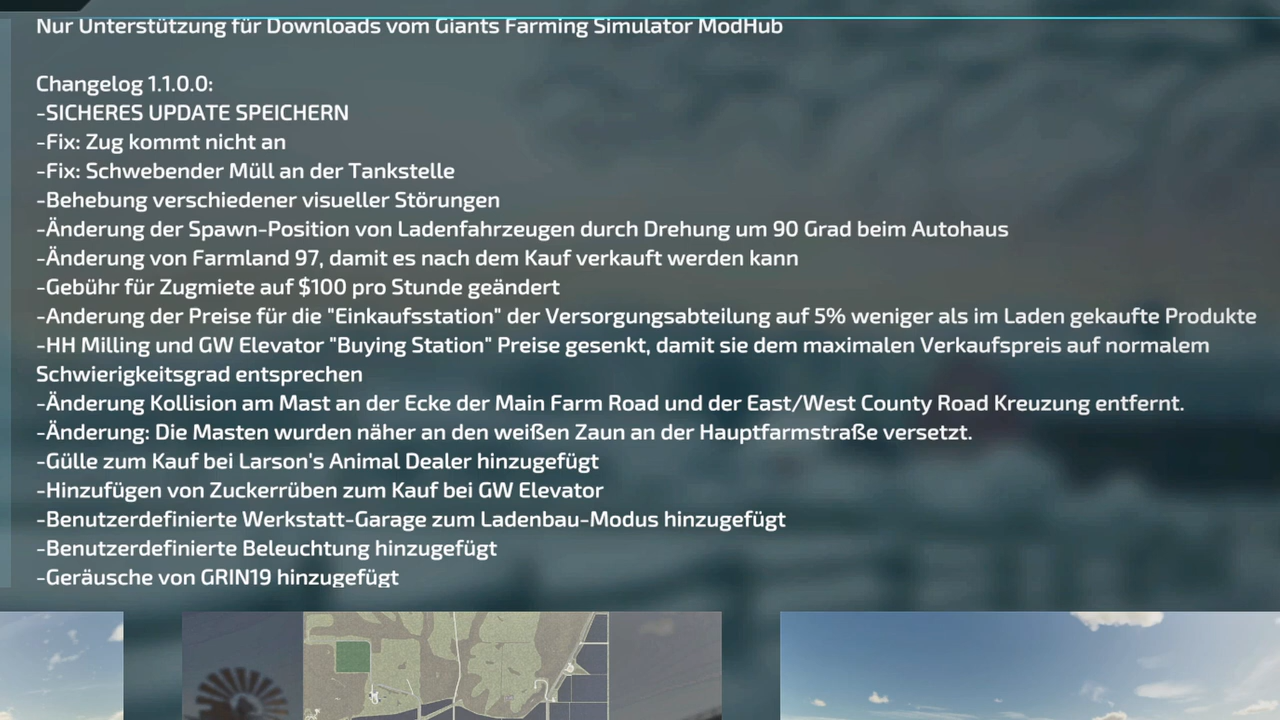 Nur Unterstützung für Downloads vom Giants Farming Simulator ModHub
Changelog 1.1.0.0:
-SICHERES UPDATE SPEICHERN
-Fix: Zug kommt nicht an
-Fix: Schwebender Müll an der Tankstelle
-Behebung verschiedener visueller Störungen
-Änderung der Spawn-Position von Ladenfahrzeugen durch Drehung um 90 Grad beim Autohaus
-Änderung von Farmland 97, damit es nach dem Kauf verkauft werden kann
-Gebühr für Zugmiete auf $100 pro Stunde geändert
-Anderung der Preise für die "Einkaufsstation" der Versorgungsabteilung auf 5% weniger als im Laden gekaufte Produkte
-HH Milling und GW Elevator "Buying Station" Preise gesenkt, damit sie dem maximalen Verkaufspreis auf normalem
Schwierigkeitsgrad entsprechen
-Änderung Kollision am Mast an der Ecke der Main Farm Road und der East/West County Road Kreuzung entfernt.
-Änderung: Die Masten wurden näher an den weißen Zaun an der Hauptfarmstraße versetzt.
-Gülle zum Kauf bei Larson's Animal Dealer hinzugefügt
-Hinzufügen von Zuckerrüben zum Kauf bei GW Elevator
-Benutzerdefinierte Werkstatt-Garage zum Ladenbau-Modus hinzugefügt
-Benutzerdefinierte Beleuchtung hinzugefügt
-Geräusche von GRIN19 hinzugefügt